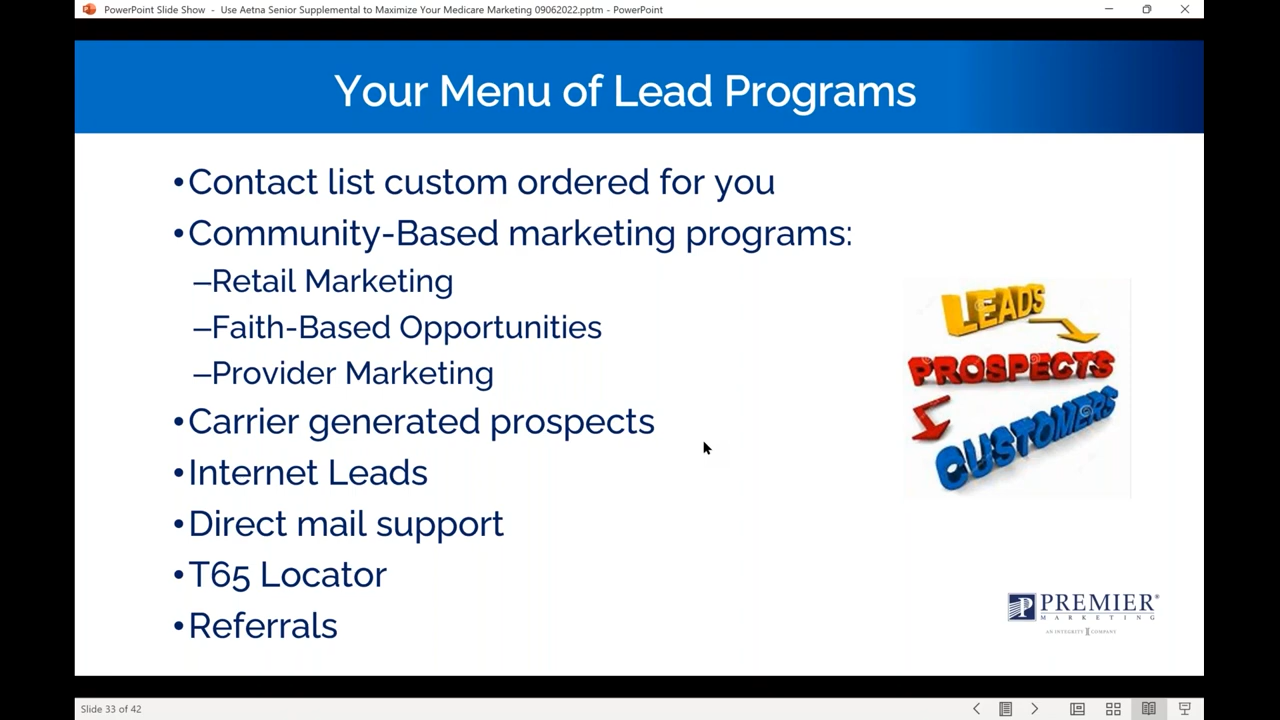 PowerPoint Slide Show - Use Aetna Senior Supplemental to Maximize Your Medicare Marketing 09062022.pptm - PowerPoint
Your Menu of Lead Programs
•Contact list custom ordered for you
•Community-Based marketing programs:
–Retail Marketing
–Faith-Based Opportunities
–Provider Marketing
•Carrier generated prospects
•Internet Leads
•Direct mail support
•T65 Locator
•Referrals
LEADS
PROSPECTS
CUSTOMERS
PREMIER®
MARKETING
AN INTEGRITY COMPANY
Slide 33 of 42